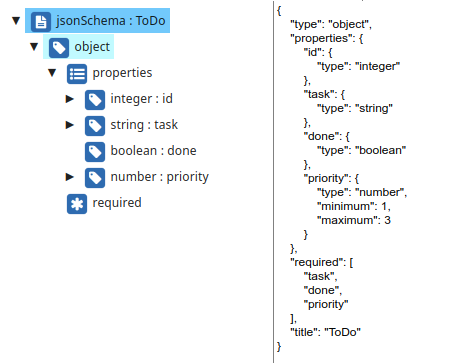 jsonSchema : ToDo
object
properties
integer : id
string : task
boolean : done
number : priority
required
{
"type": "object",
"properties": {
"id": {
"type": "integer"
},
"task": {
"type": "string"
},
"done": {
"type": "boolean"
},
"priority": {
"type": "number",
"minimum": 1,
"maximum": 3
}
},
"required": [
"task",
"done",
"priority"
],
"title": "ToDo"
}